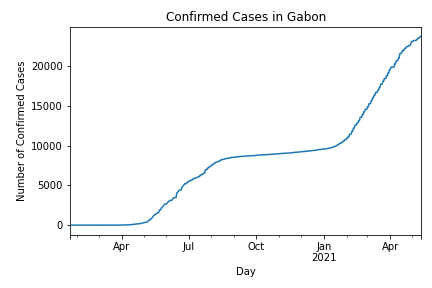 Confirmed Cases in Gabon
Number of Confirmed Cases
20000
15000
10000
5000
0
Apr Jul Oct Jan Apr
2021
Day